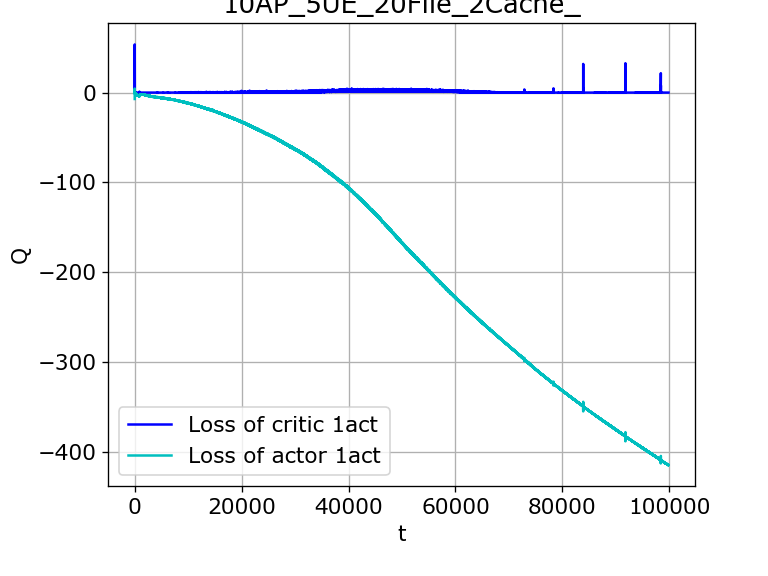 10AP_5UE_20File_2Cache_
0
−100
−200
−300
−400
Q
Loss of critic 1act
Loss of actor 1act
0 20000 40000 60000 80000 100000
t